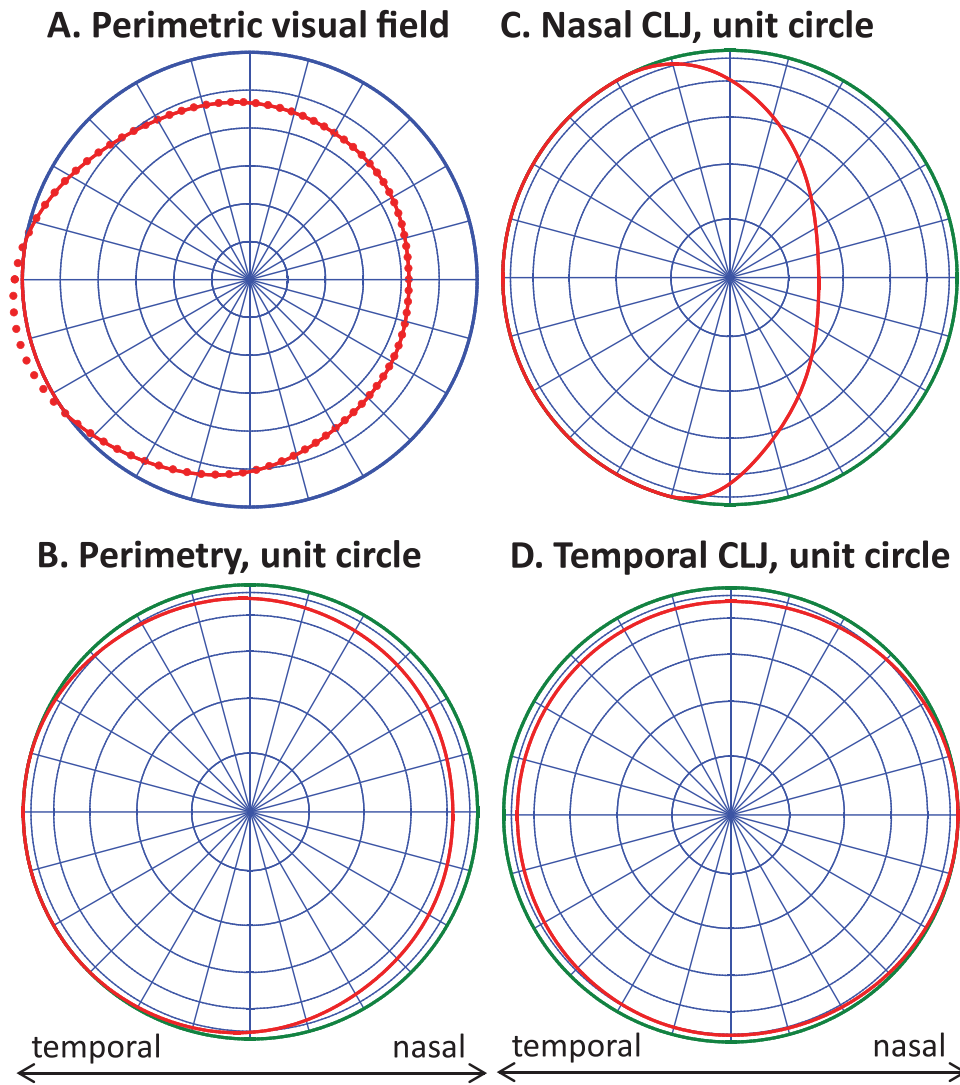 A. Perimetric visual field
C. Nasal CLJ, unit circle
B. Perimetry, unit circle
D. Temporal CLJ, unit circle
temporal nasal
temporal nasal